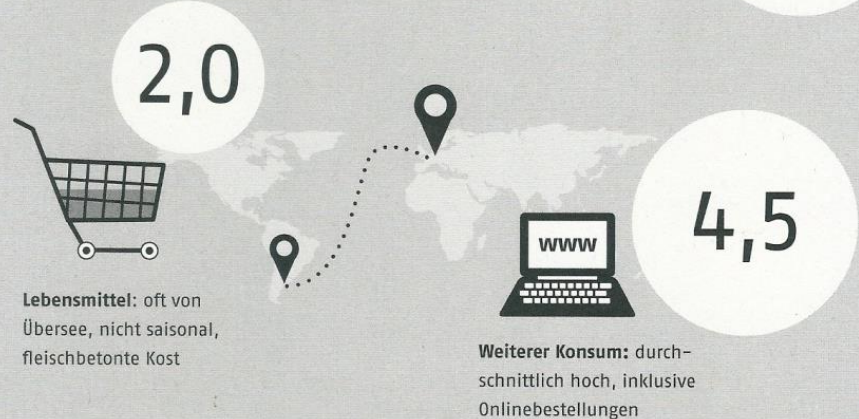 2,0
www
4,5
Lebensmittel: oft von
Übersee, nicht saisonal,
fleischbetonte Kost
Weiterer Konsum: durch-
schnittlich hoch, inklusive
Onlinebestellungen